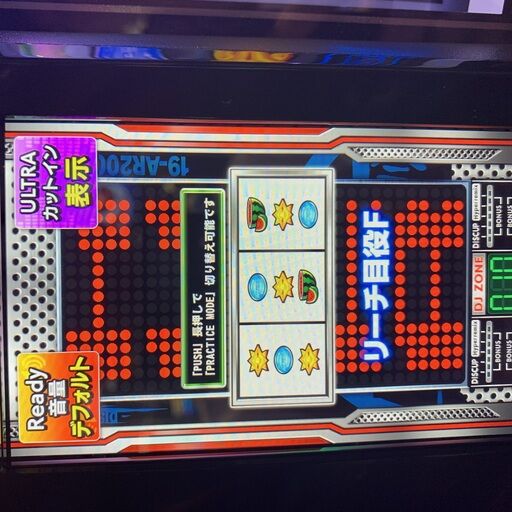 Ready
音量
デフォルト
ULTRA
カットイン
表示
19-AR200
「PUSH」長押しで
「PRACTICE MODE」切り替え可能です
リーチ目役F
DISCUP Hyperremix
DJ ZONE
DISCUP Hyperremix
BONUS
010
BONUS
BONUS
BONUS